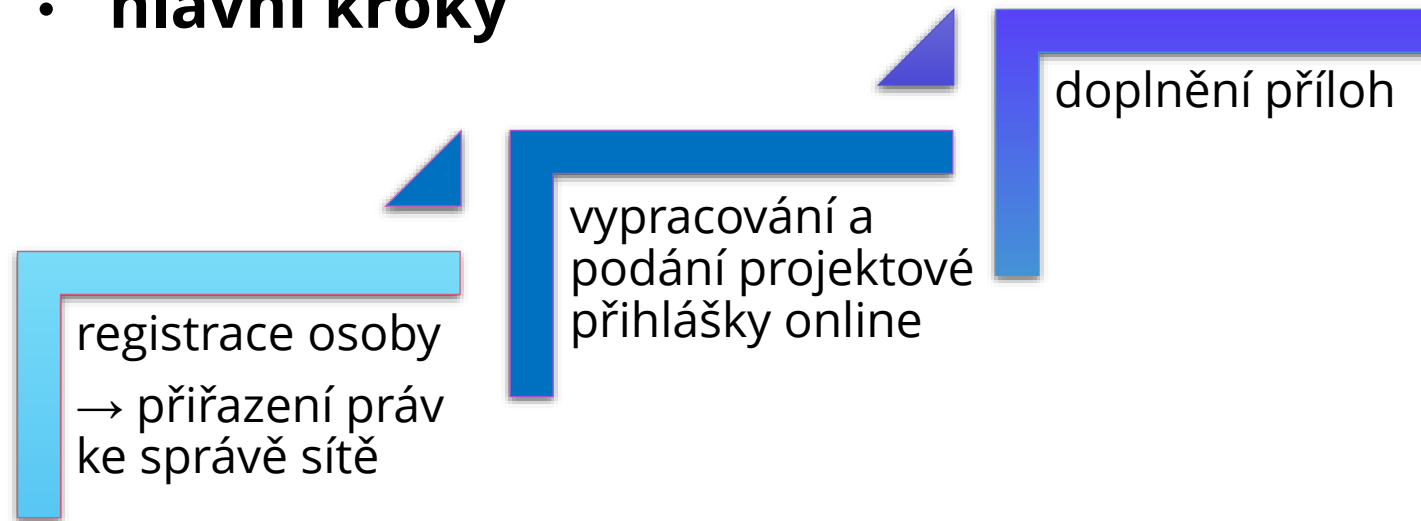 • hlavní kroky
registrace osoby
→ přiřazení práv
ke správě sítě
vypracování a
podání projektové
přihlášky online
doplnění příloh